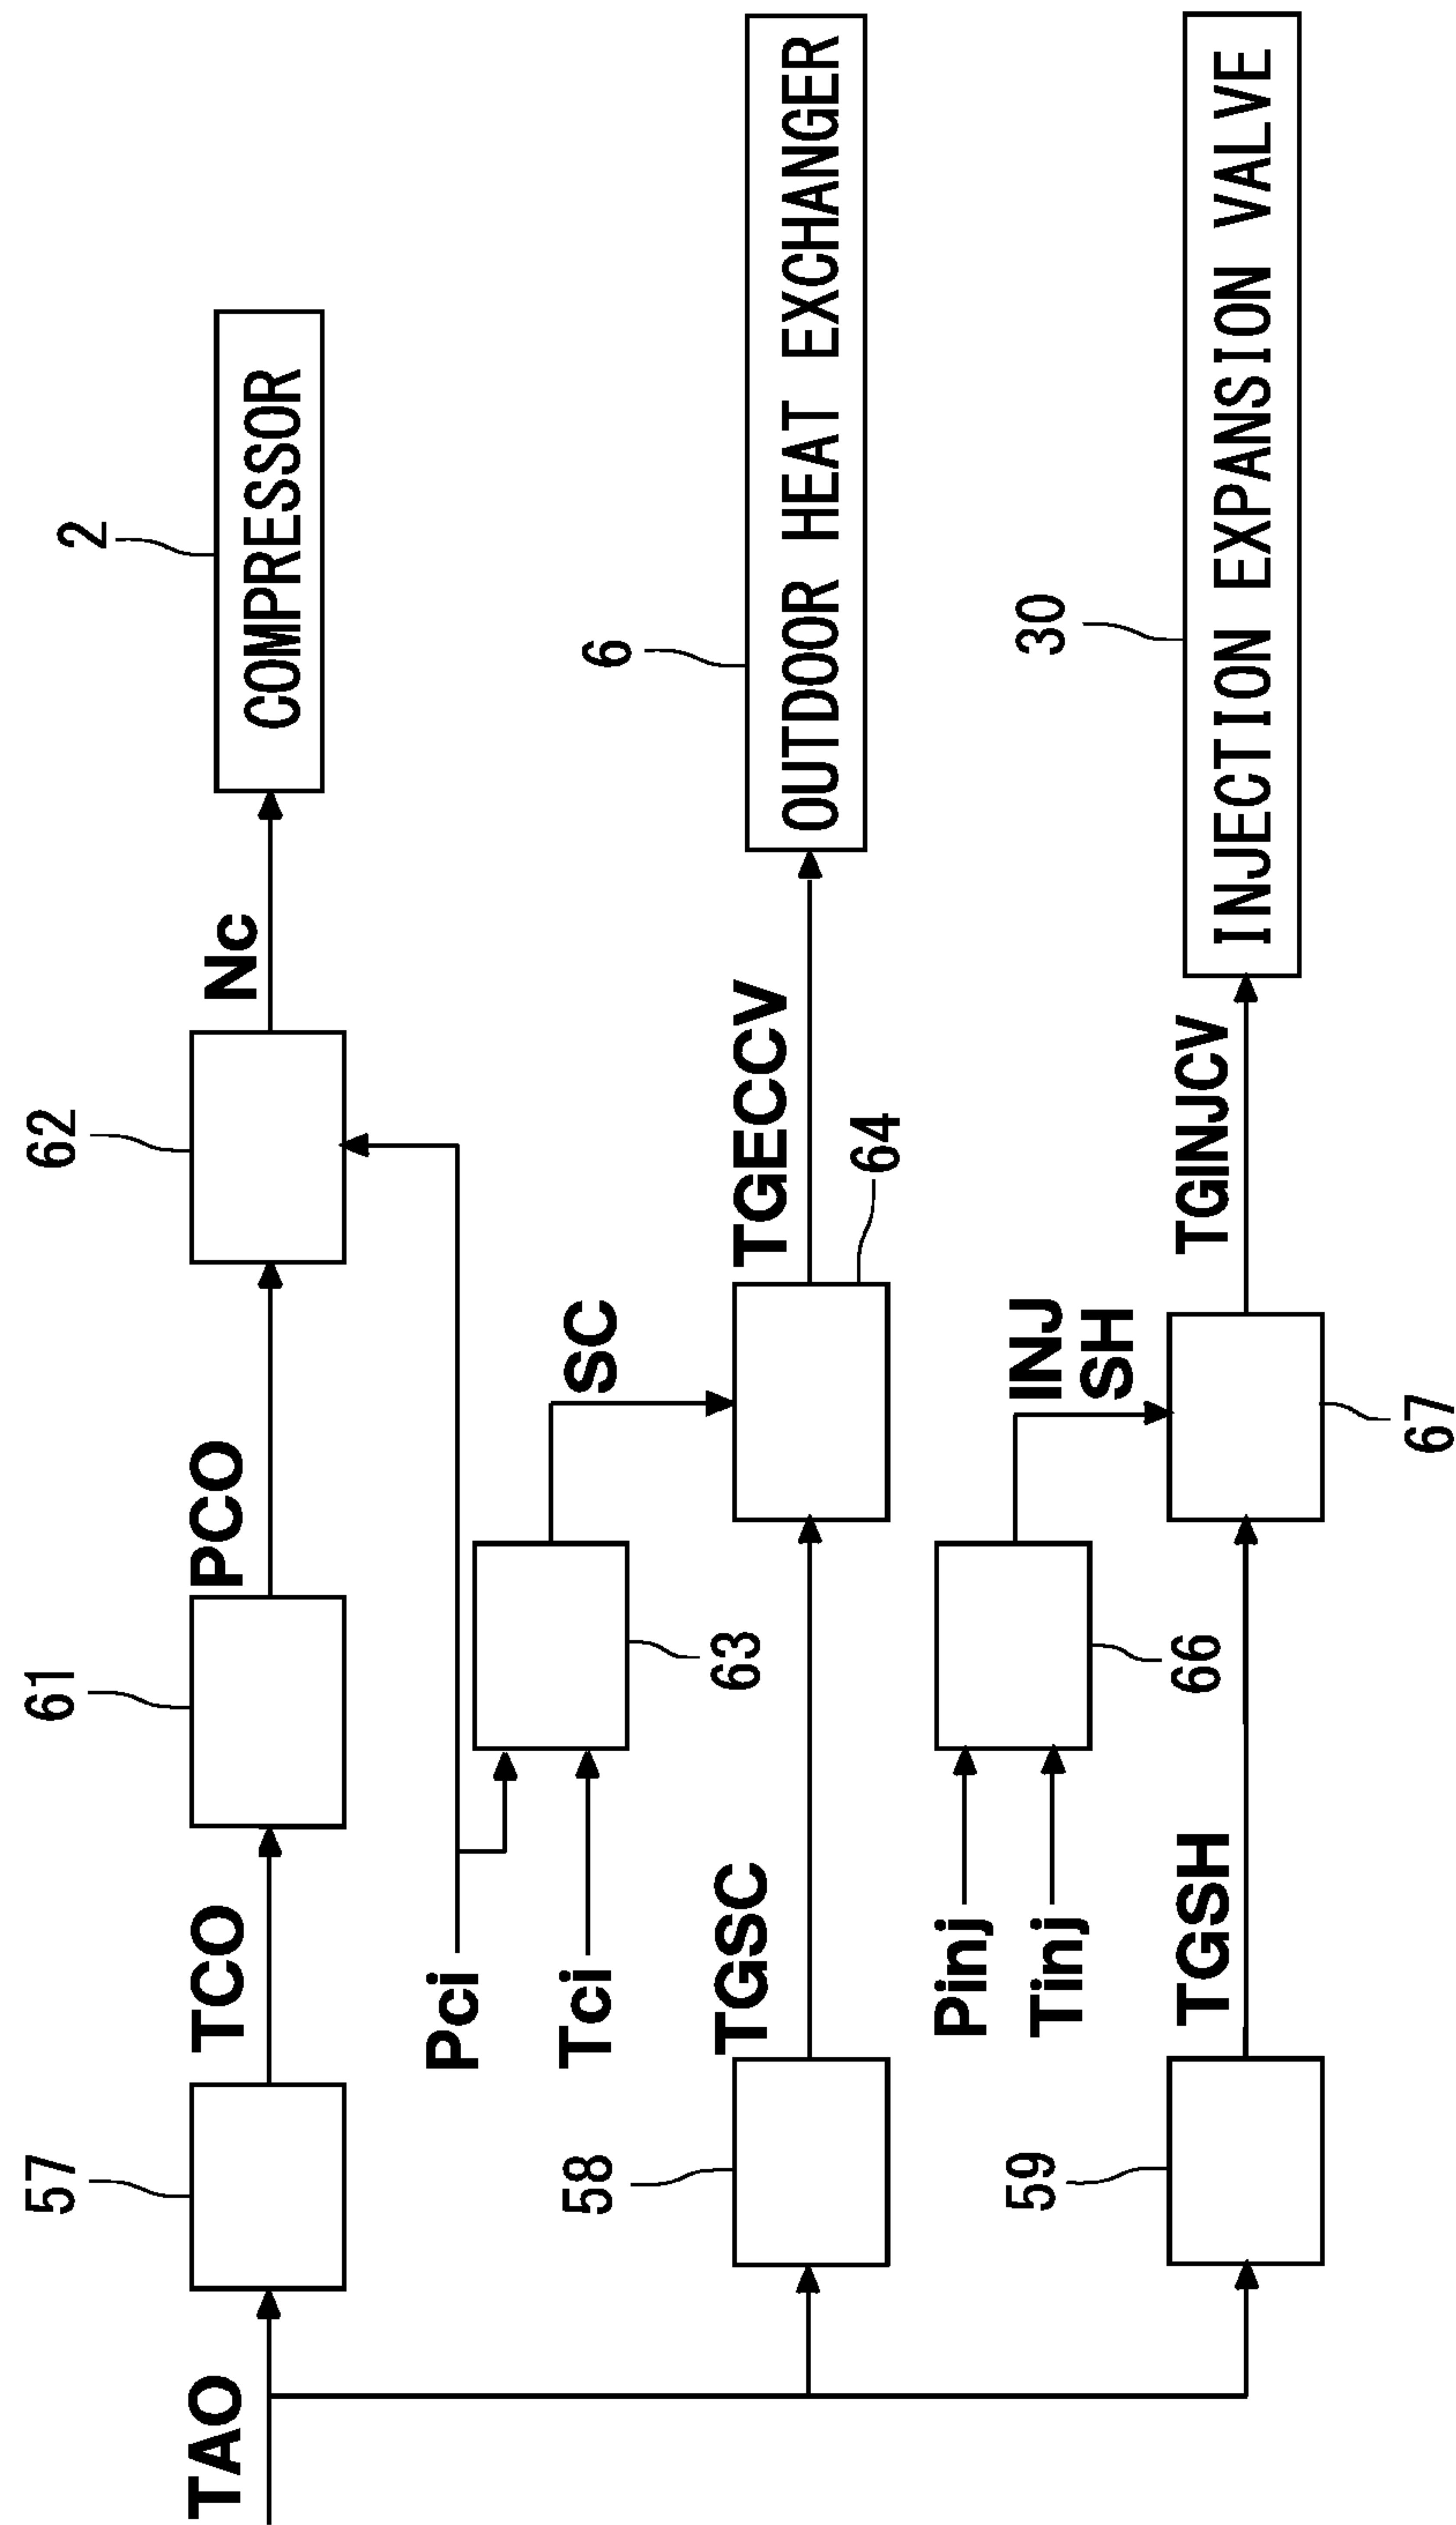 2
62
61
57
COMPRESSOR
Nc
PCO
TCO
TAO
Pci
6
SC
Tci
58
63
OUTDOOR HEAT EXCHANGER
TGECCV
TGSC
64
30
INJ
SH
Pinj
Tinj
59
66
INJECTION EXPANSION VALVE
TGINJCV
TGSH
67